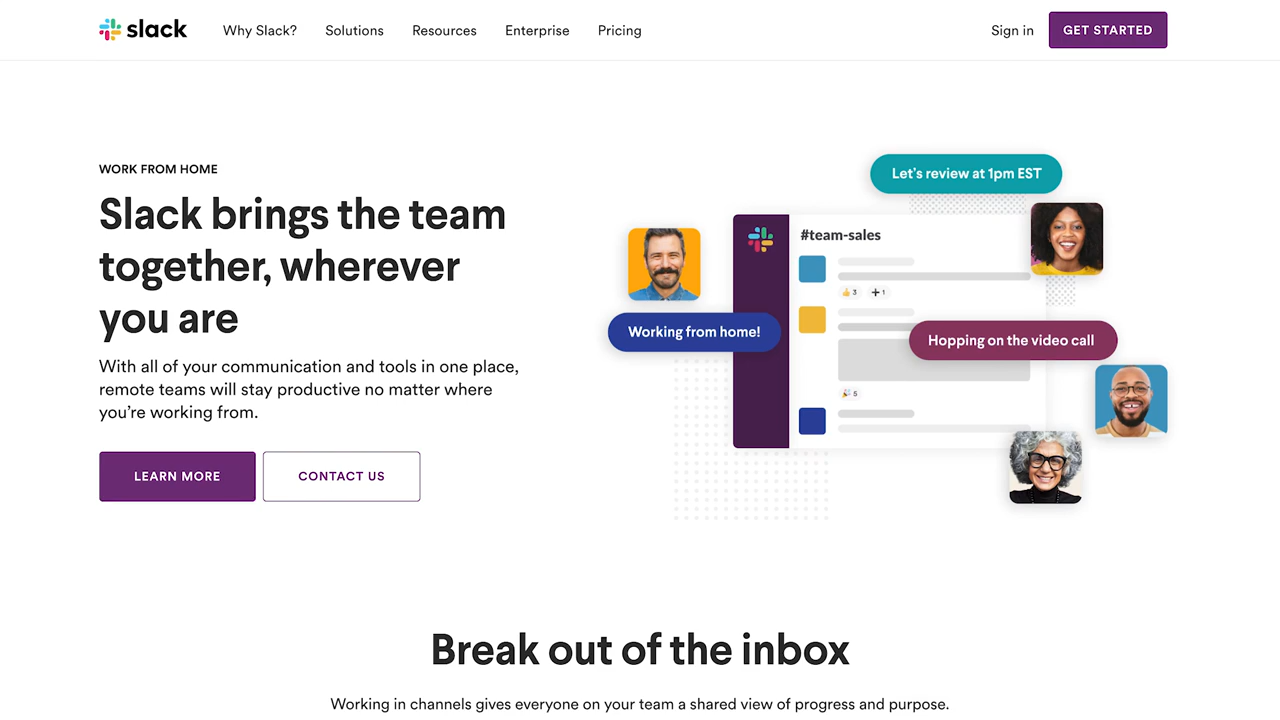 slack
Why Slack?
Solutions
Resources
Enterprise
Pricing
Sign in
GET STARTED
WORK FROM HOME
Slack brings the team
together, wherever
you are
With all of your communication and tools in one place,
remote teams will stay productive no matter where
you’re working from.
LEARN MORE
CONTACT US
Let’s review at 1pm EST
#team-sales
3
1
Working from home!
Hopping on the video call
5
Break out of the inbox
Working in channels gives everyone on your team a shared view of progress and purpose.